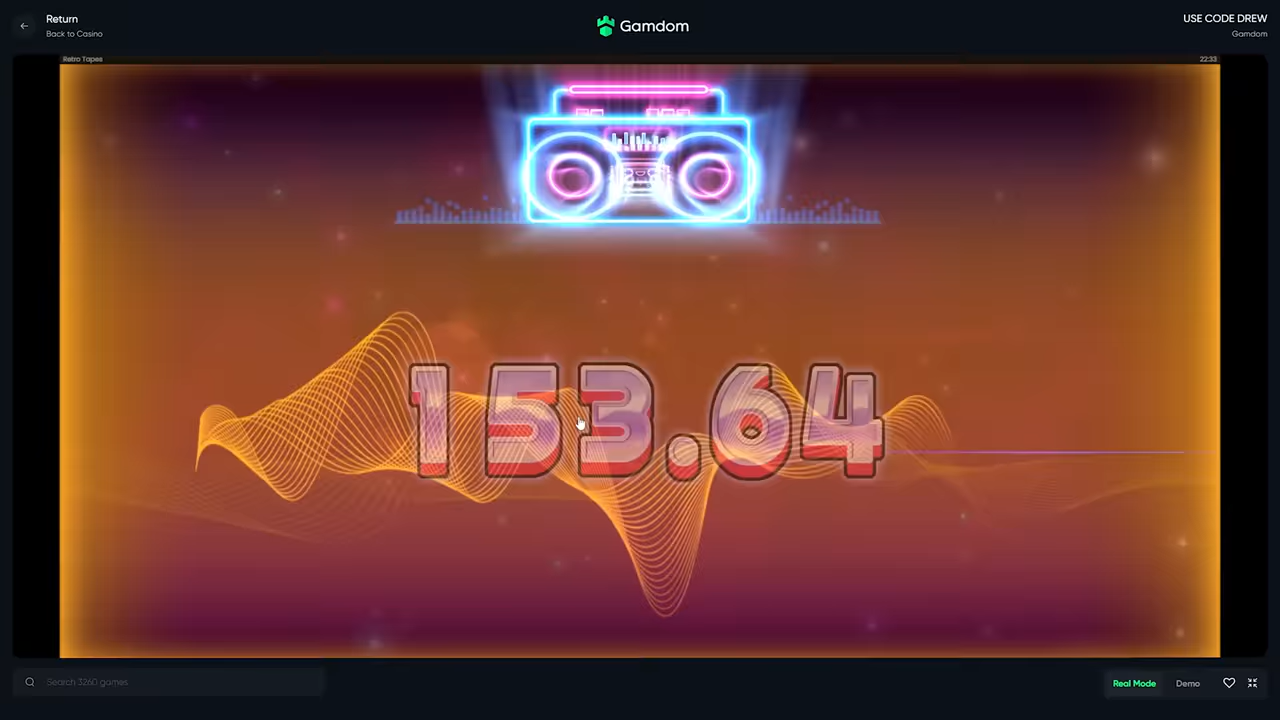 Return
Back to Casino
Gamdom
USE CODE DREW
Gamdom
Retro Tapes
22:33
153.64
Search 3260 games
Real Mode
Demo